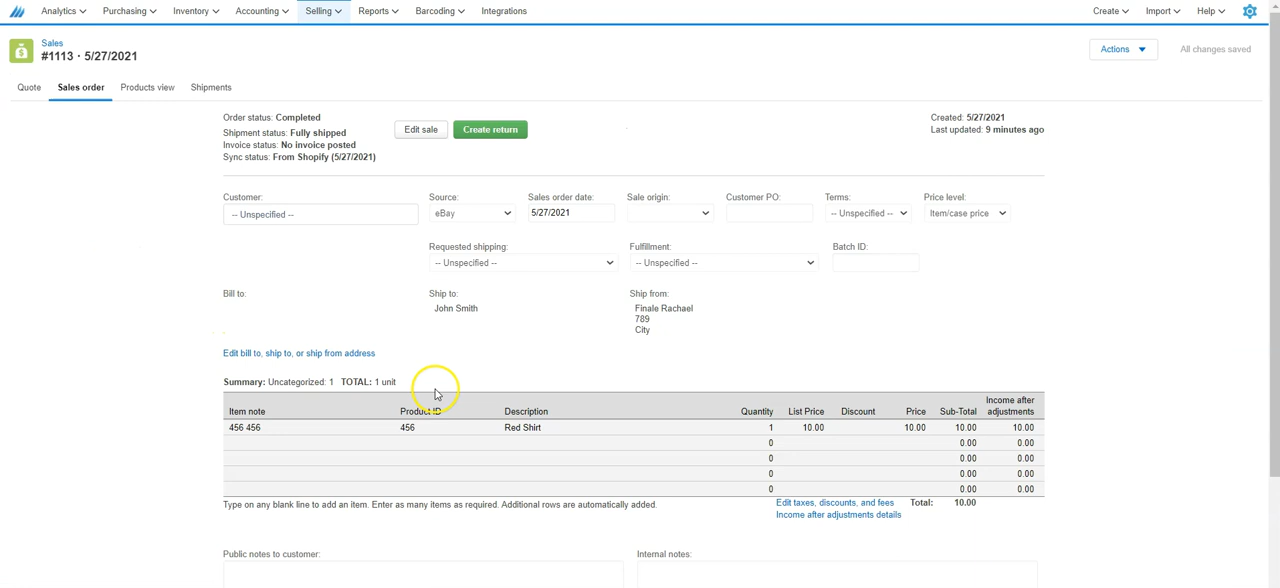 Analytics Purchasing Inventory Accounting Selling Reports Barcoding Integrations Create Import Help
Sales
#1113 · 5/27/2021
Actions All changes saved
Quote Sales order Products view Shipments
Order status: Completed
Shipment status: Fully shipped
Invoice status: No invoice posted
Sync status: From Shopify (5/27/2021)
Edit sale Create return
Created: 5/27/2021
Last updated: 9 minutes ago
Customer: Source: Sales order date: Sale origin: Customer PO: Terms: Price level:
-- Unspecified -- eBay 5/27/2021 -- Unspecified -- Item/case price
Requested shipping: Fulfillment: Batch ID:
-- Unspecified -- -- Unspecified --
Bill to: Ship to: Ship from:
John Smith Finale Rachael
789
City
Edit bill to, ship to, or ship from address
Summary: Uncategorized: 1 TOTAL: 1 unit
Item note Product ID Description Quantity List Price Discount Price Sub-Total Income after adjustments
456 456 456 Red Shirt 1 10.00 10.00 10.00 10.00
0 0.00 0.00
0 0.00 0.00
0 0.00 0.00
0 0.00 0.00
Type on any blank line to add an item. Enter as many items as required. Additional rows are automatically added.
Edit taxes, discounts, and fees Total: 10.00
Income after adjustments details
Public notes to customer: Internal notes: